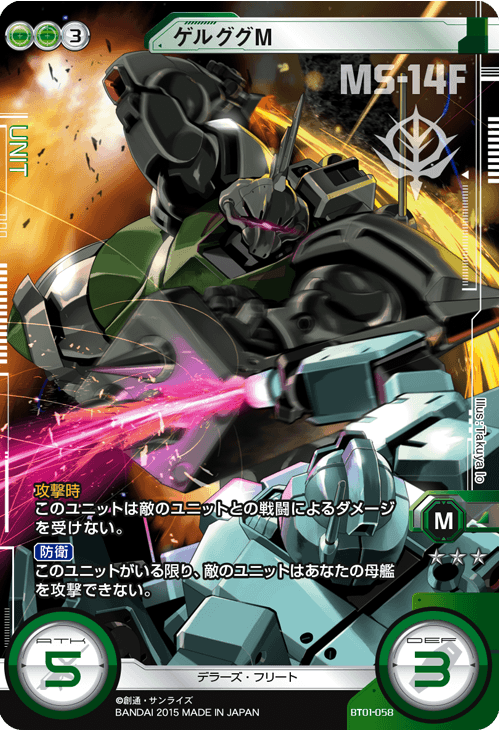 3
ゲルググM
MS-14F
UNIT
Illus:Takuya Io
攻撃時
このユニットは敵のユニットとの戦闘によるダメージ
を受けない。
M
防衛
このユニットがいる限り、敵のユニットはあなたの母艦
を攻撃できない。
ATK
5
DEF
3
デラーズ・フリート
©創通・サンライズ
BANDAI 2015 MADE IN JAPAN
BT01-058